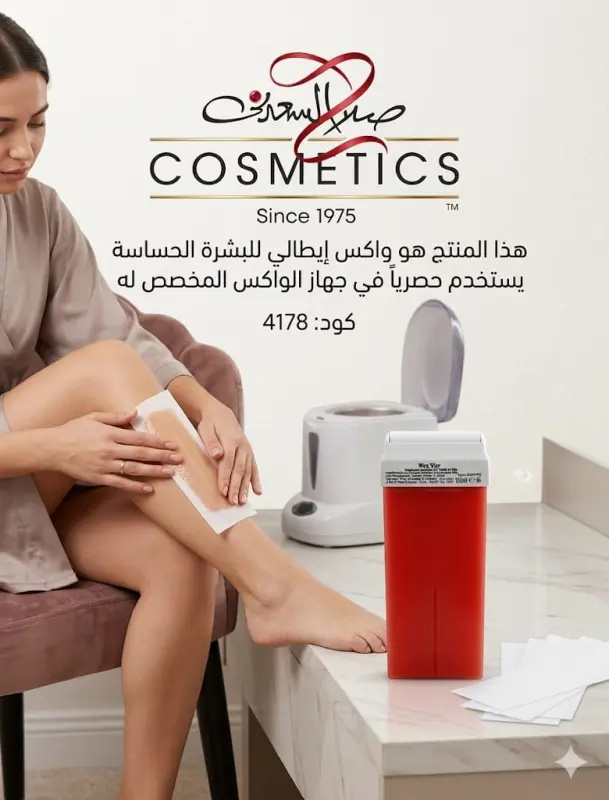 صلاح السعدني
COSMETICS
TM
Since 1975
هذا المنتج هو واكس إيطالي للبشرة الحساسة
يستخدم حصرياً في جهاز الواكس المخصص له
كود: 4178